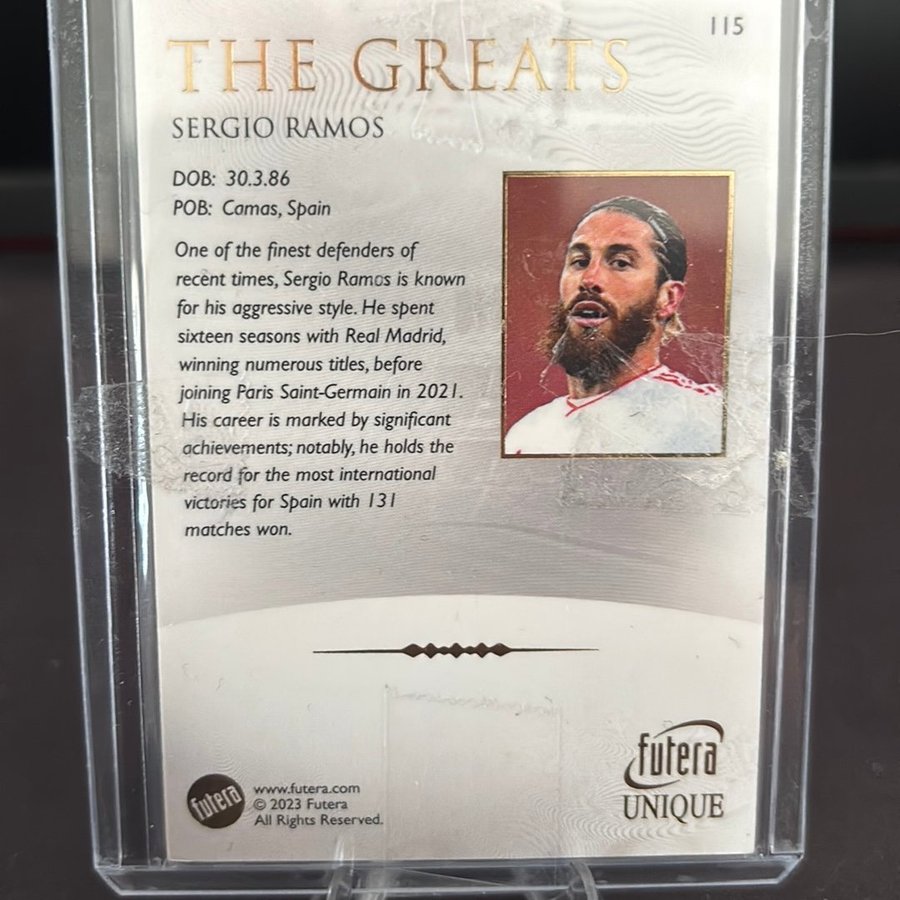 115
THE GREATS
SERGIO RAMOS
DOB: 30.3.86
POB: Camas, Spain
One of the finest defenders of
recent times, Sergio Ramos is known
for his aggressive style. He spent
sixteen seasons with Real Madrid,
winning numerous titles, before
joining Paris Saint-Germain in 2021.
His career is marked by significant
achievements; notably, he holds the
record for the most international
victories for Spain with 131
matches won.
futera
UNIQUE
futera
www.futera.com
© 2023 Futera
All Rights Reserved.